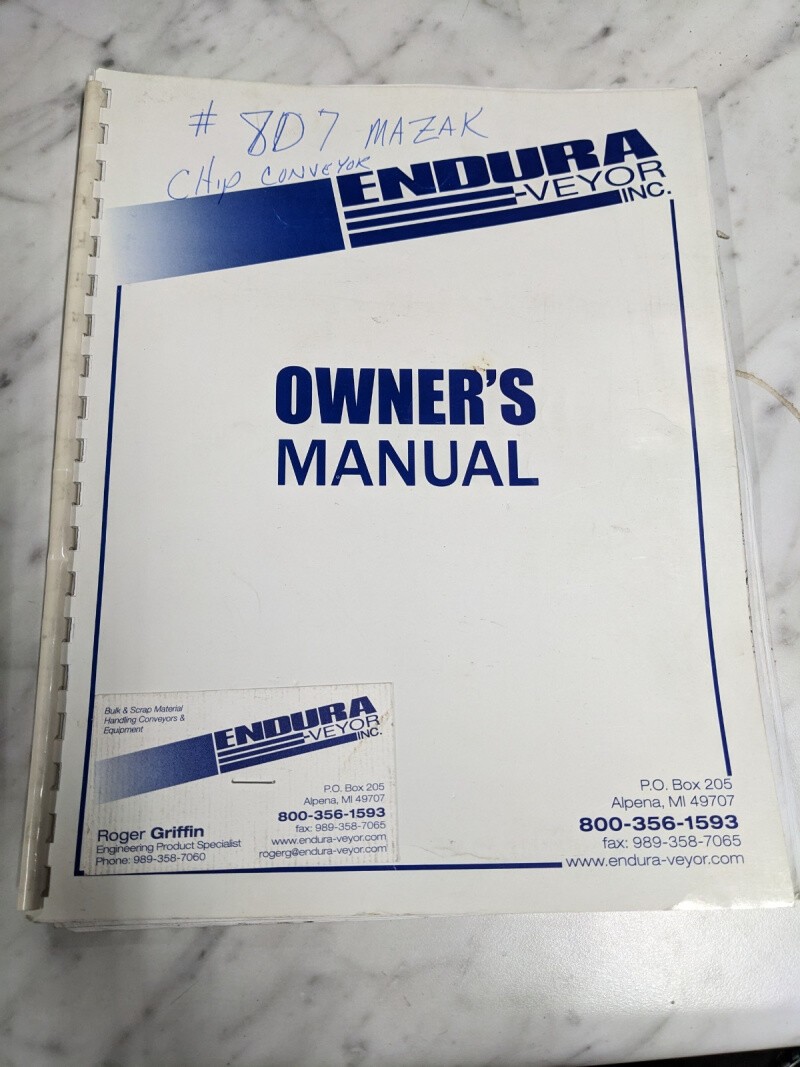 # 8D7 MAZAK
CHIP CONVEYOR
ENDURA
-VEYOR
INC.
OWNER'S
MANUAL
Bulk & Scrap Material
Handling Conveyors &
Equipment
ENDURA
-VEYOR
INC.
P.O. Box 205
Alpena, MI 49707
800-356-1593
fax: 989-358-7065
www.endura-veyor.com
rogerg@endura-veyor.com
Roger Griffin
Engineering Product Specialist
Phone: 989-358-7060
P.O. Box 205
Alpena, MI 49707
800-356-1593
fax: 989-358-7065
www.endura-veyor.com